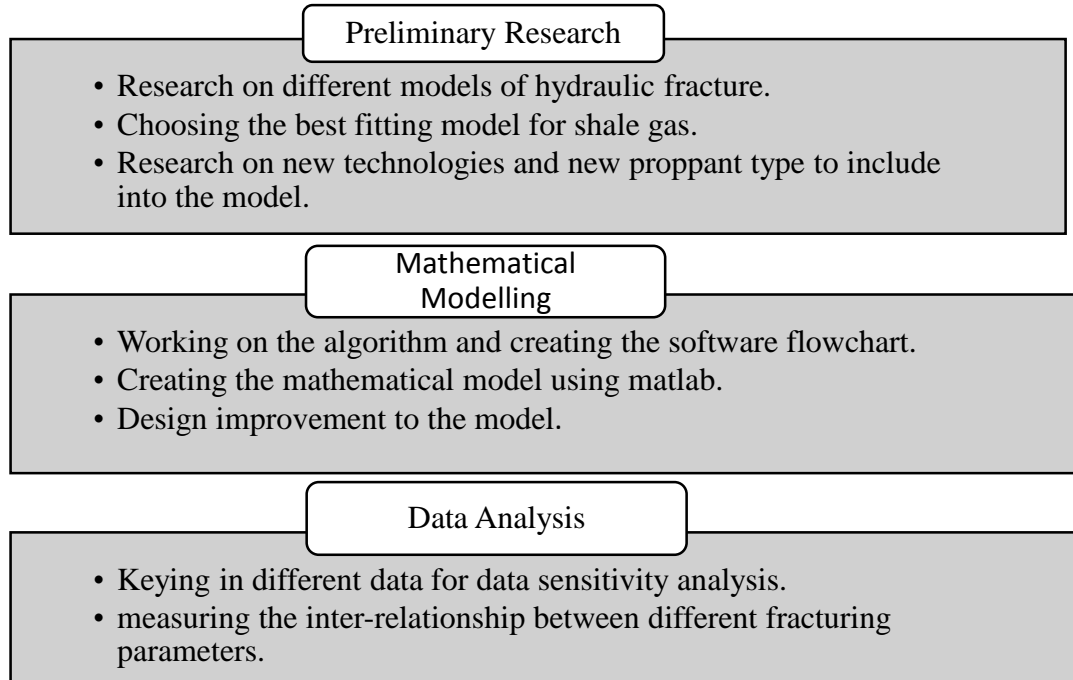 Preliminary Research
• Research on different models of hydraulic fracture.
• Choosing the best fitting model for shale gas.
• Research on new technologies and new proppant type to include
into the model.
Mathematical
Modelling
• Working on the algorithm and creating the software flowchart.
• Creating the mathematical model using matlab.
• Design improvement to the model.
Data Analysis
• Keying in different data for data sensitivity analysis.
• measuring the inter-relationship between different fracturing
parameters.